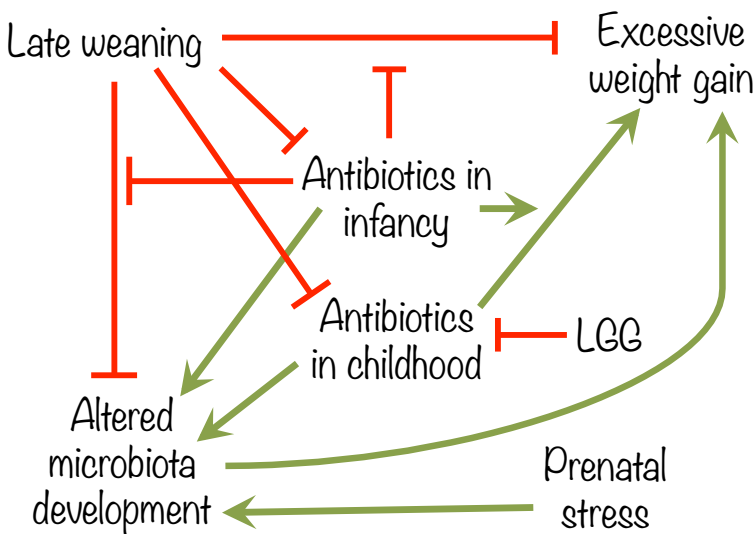 Late weaning
Excessive
weight gain
Antibiotics in
infancy
Antibiotics
in childhood
LGG
Altered
microbiota
development
Prenatal
stress